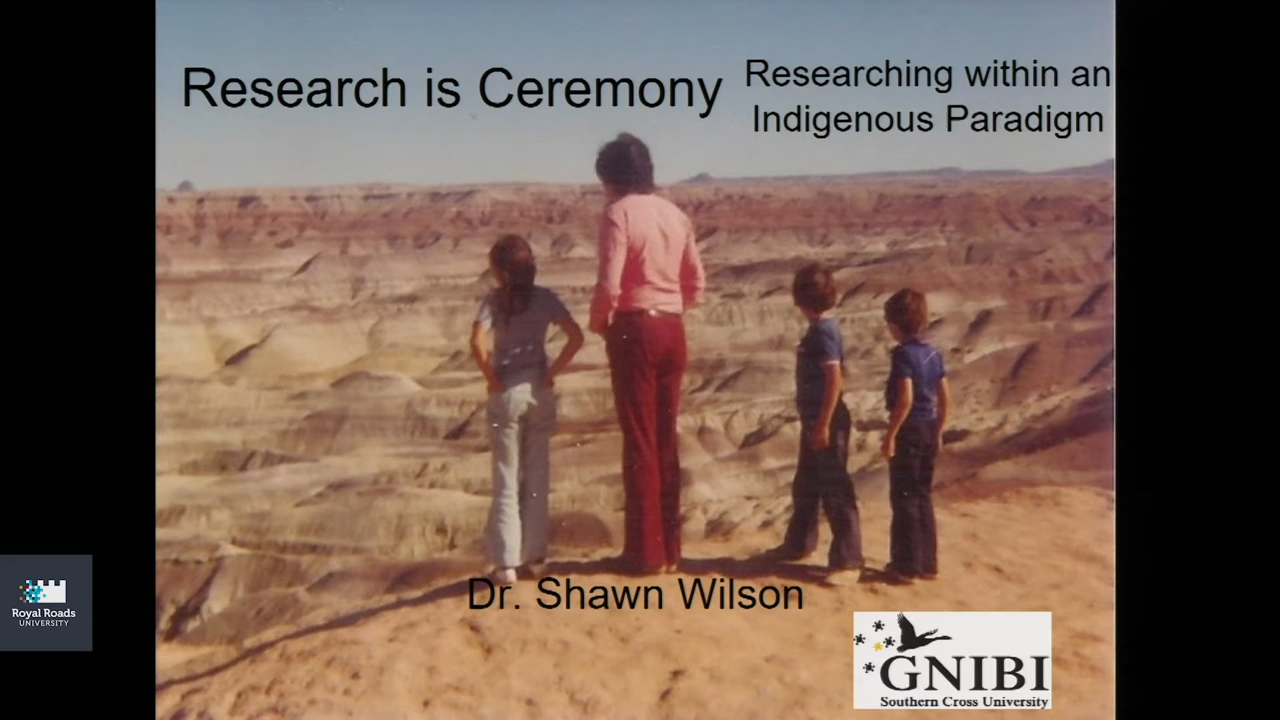 Research is Ceremony
Researching within an
Indigenous Paradigm
Dr. Shawn Wilson
Royal Roads
UNIVERSITY
GNIBI
Southern Cross University